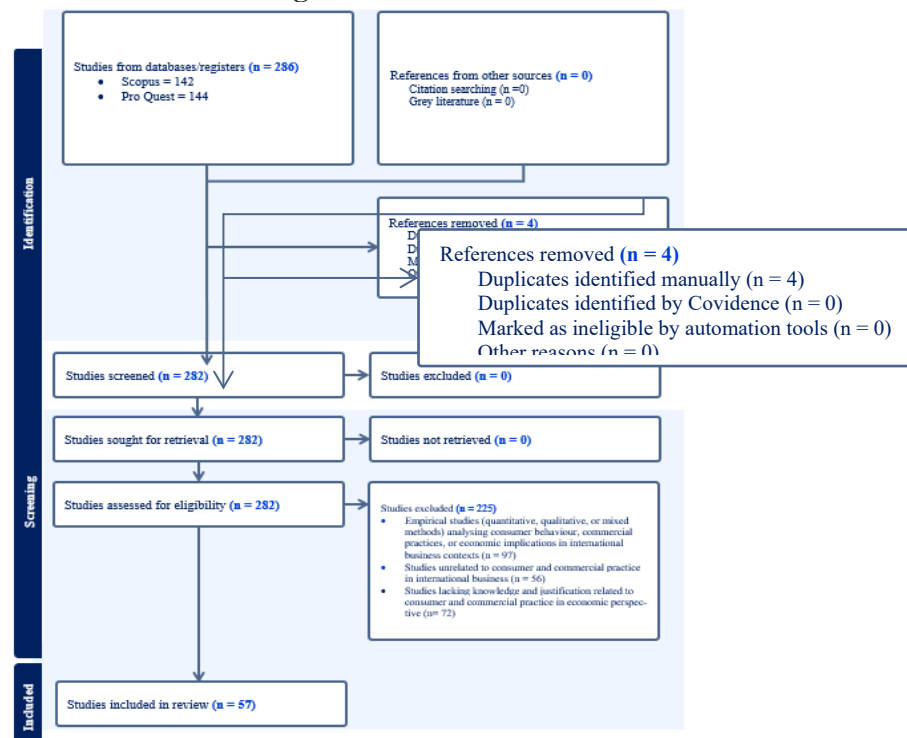 Identification
Studies from databases/registers (n = 286)
• Scopus = 142
• Pro Quest = 144
References from other sources (n = 0)
Citation searching (n =0)
Grey literature (n = 0)
References removed (n = 4)
References removed (n = 4)
Duplicates identified manually (n = 4)
Duplicates identified by Covidence (n = 0)
Marked as ineligible by automation tools (n = 0)
Other reasons (n = 0)
Screening
Studies screened (n = 282)
Studies excluded (n = 0)
Studies sought for retrieval (n = 282)
Studies not retrieved (n = 0)
Studies assessed for eligibility (n = 282)
Studies excluded (n = 225)
• Empirical studies (quantitative, qualitative, or mixed
methods) analysing consumer behaviour, commercial
practices, or economic implications in international
business contexts (n = 97)
• Studies unrelated to consumer and commercial practice
in international business (n = 56)
• Studies lacking knowledge and justification related to
consumer and commercial practice in economic perspec-
tive (n= 72)
Included
Studies included in review (n = 57)